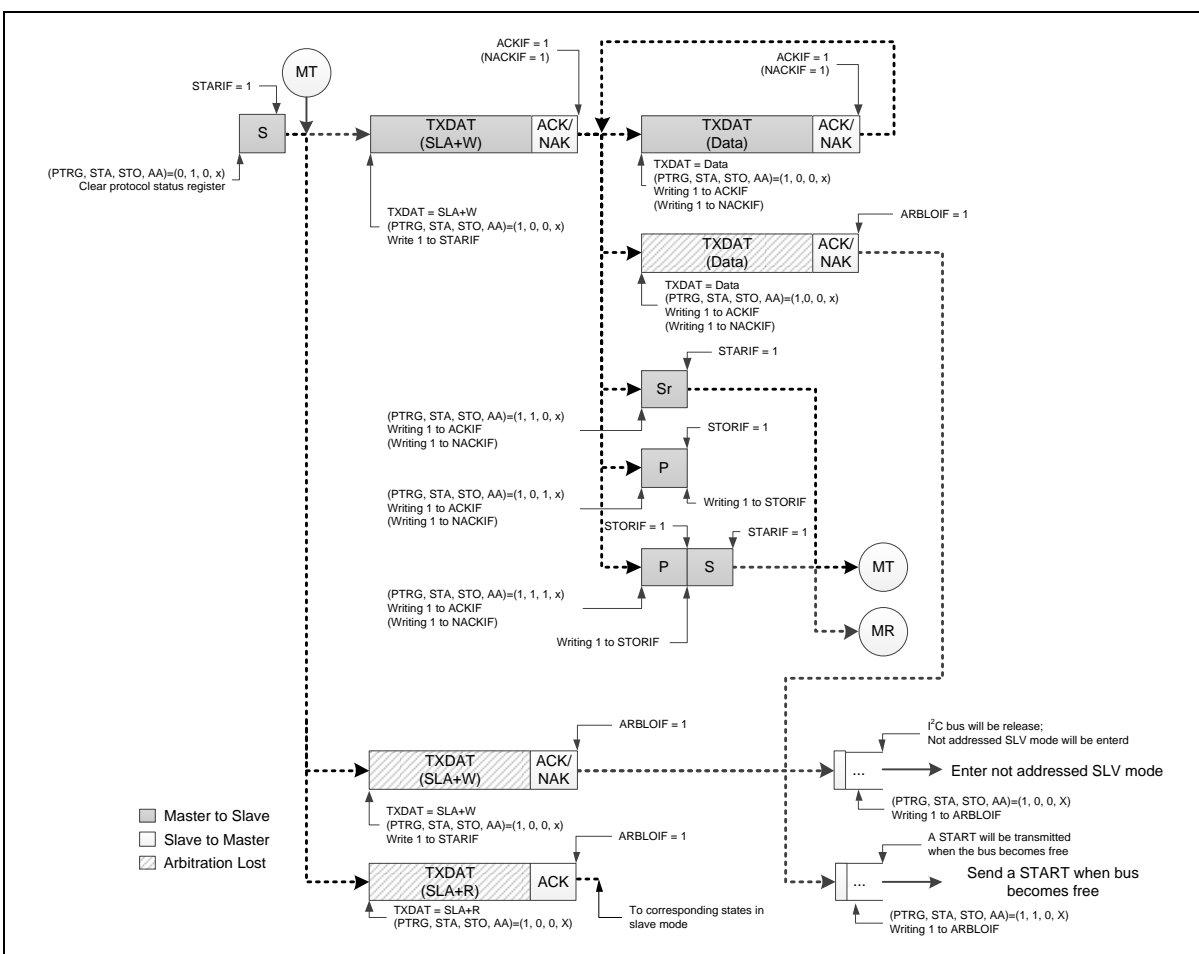 ACKIF = 1
(NACKIF = 1)
ACKIF = 1
(NACKIF = 1)
MT
STARIF = 1
S
TXDAT
(SLA+W)
ACK/
NAK
TXDAT
(Data)
ACK/
NAK
(PTRG, STA, STO, AA)=(0, 1, 0, x)
Clear protocol status register
TXDAT = SLA+W
(PTRG, STA, STO, AA)=(1, 0, 0, x)
Write 1 to STARIF
TXDAT = Data
(PTRG, STA, STO, AA)=(1, 0, 0, x)
Writing 1 to ACKIF
(Writing 1 to NACKIF)
ARBLOIF = 1
TXDAT
(Data)
ACK/
NAK
TXDAT = Data
(PTRG, STA, STO, AA)=(1,0, 0, x)
Writing 1 to ACKIF
(Writing 1 to NACKIF)
STARIF = 1
Sr
(PTRG, STA, STO, AA)=(1, 1, 0, x)
Writing 1 to ACKIF
(Writing 1 to NACKIF)
STORIF = 1
P
(PTRG, STA, STO, AA)=(1, 0, 1, x)
Writing 1 to ACKIF
(Writing 1 to NACKIF)
Writing 1 to STORIF
STORIF = 1
STARIF = 1
P
S
MT
(PTRG, STA, STO, AA)=(1, 1, 1, x)
Writing 1 to ACKIF
(Writing 1 to NACKIF)
Writing 1 to STORIF
MR
ARBLOIF = 1
TXDAT
(SLA+W)
ACK/
NAK
TXDAT = SLA+W
(PTRG, STA, STO, AA)=(1, 0, 0, x)
Write 1 to STARIF
I2C bus will be release;
Not addressed SLV mode will be enterd
...
Enter not addressed SLV mode
(PTRG, STA, STO, AA)=(1, 0, 0, X)
Writing 1 to ARBLOIF
Master to Slave
Slave to Master
Arbitration Lost
ARBLOIF = 1
TXDAT
(SLA+R)
ACK
TXDAT = SLA+R
(PTRG, STA, STO, AA)=(1, 0, 0, X)
To corresponding states in
slave mode
A START will be transmitted
when the bus becomes free
...
Send a START when bus
becomes free
(PTRG, STA, STO, AA)=(1, 1, 0, X)
Writing 1 to ARBLOIF